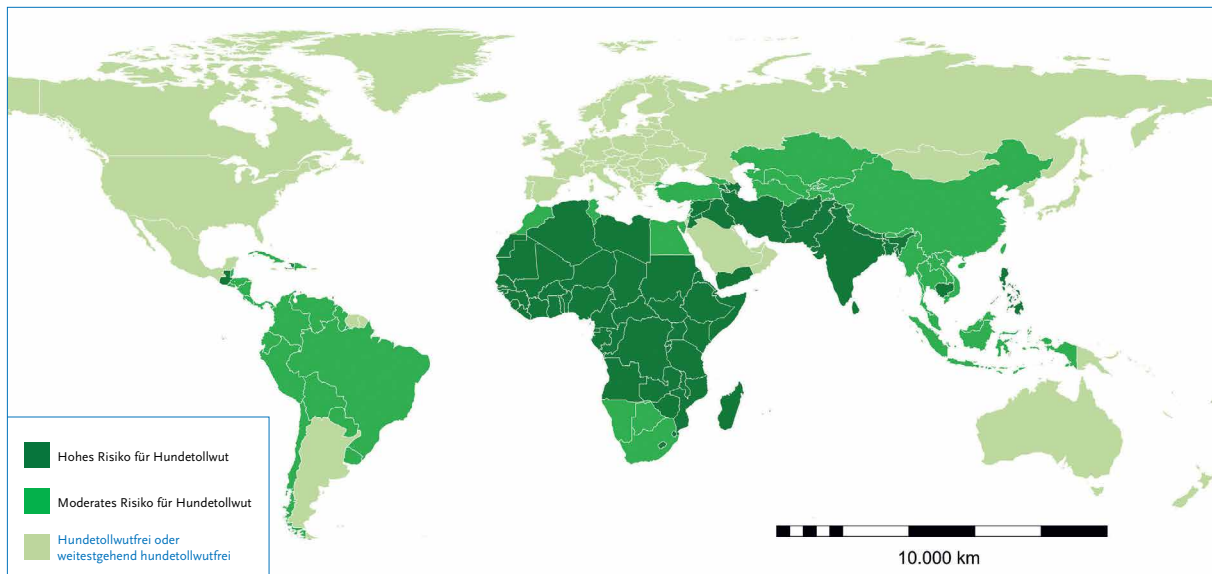 Hohes Risiko für Hundetollwut
Moderates Risiko für Hundetollwut
Hundetollwutfrei oder
weitestgehend hundetollwutfrei
10.000 km